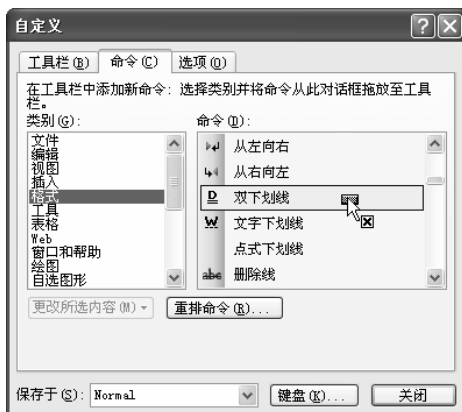 自定义
工具栏(B) 命令(C) 选项(O)
在工具栏中添加新命令：选择类别并将命令从此对话框拖放至工具
栏。
类别(G): 命令(D):
文件
编辑
视图
插入
格式
工具
表格
Web
窗口和帮助
绘图
自选图形
从左向右
从右向左
D 双下划线
W 文字下划线
点式下划线
abc 删除线
更改所选内容(M) 重排命令(R)...
保存于(S): Normal 键盘(K)... 关闭